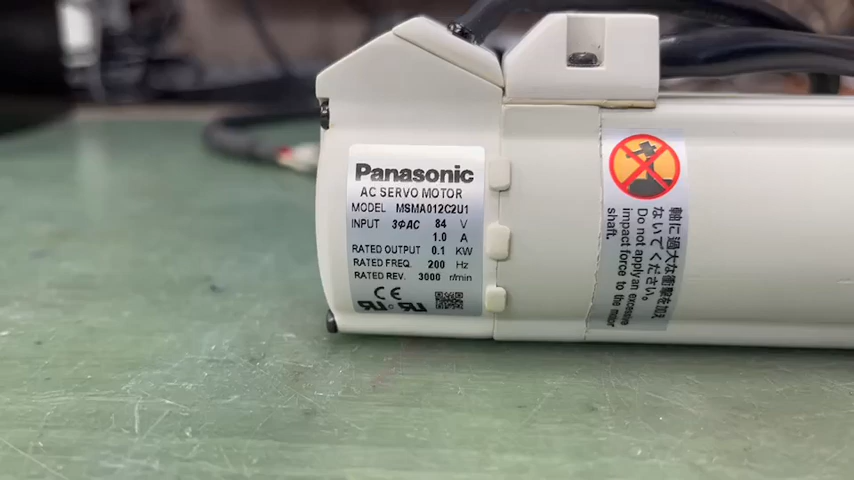 Panasonic
AC SERVO MOTOR
MODEL MSMA012C2U1
INPUT 3ΦAC 84 V
1.0 A
RATED OUTPUT 0.1 KW
RATED FREQ. 200 Hz
RATED REV. 3000 r/min
CE
軸に過大な衝撃を加え
ないでください。
Do not apply an excessive
impact force to the motor
shaft.